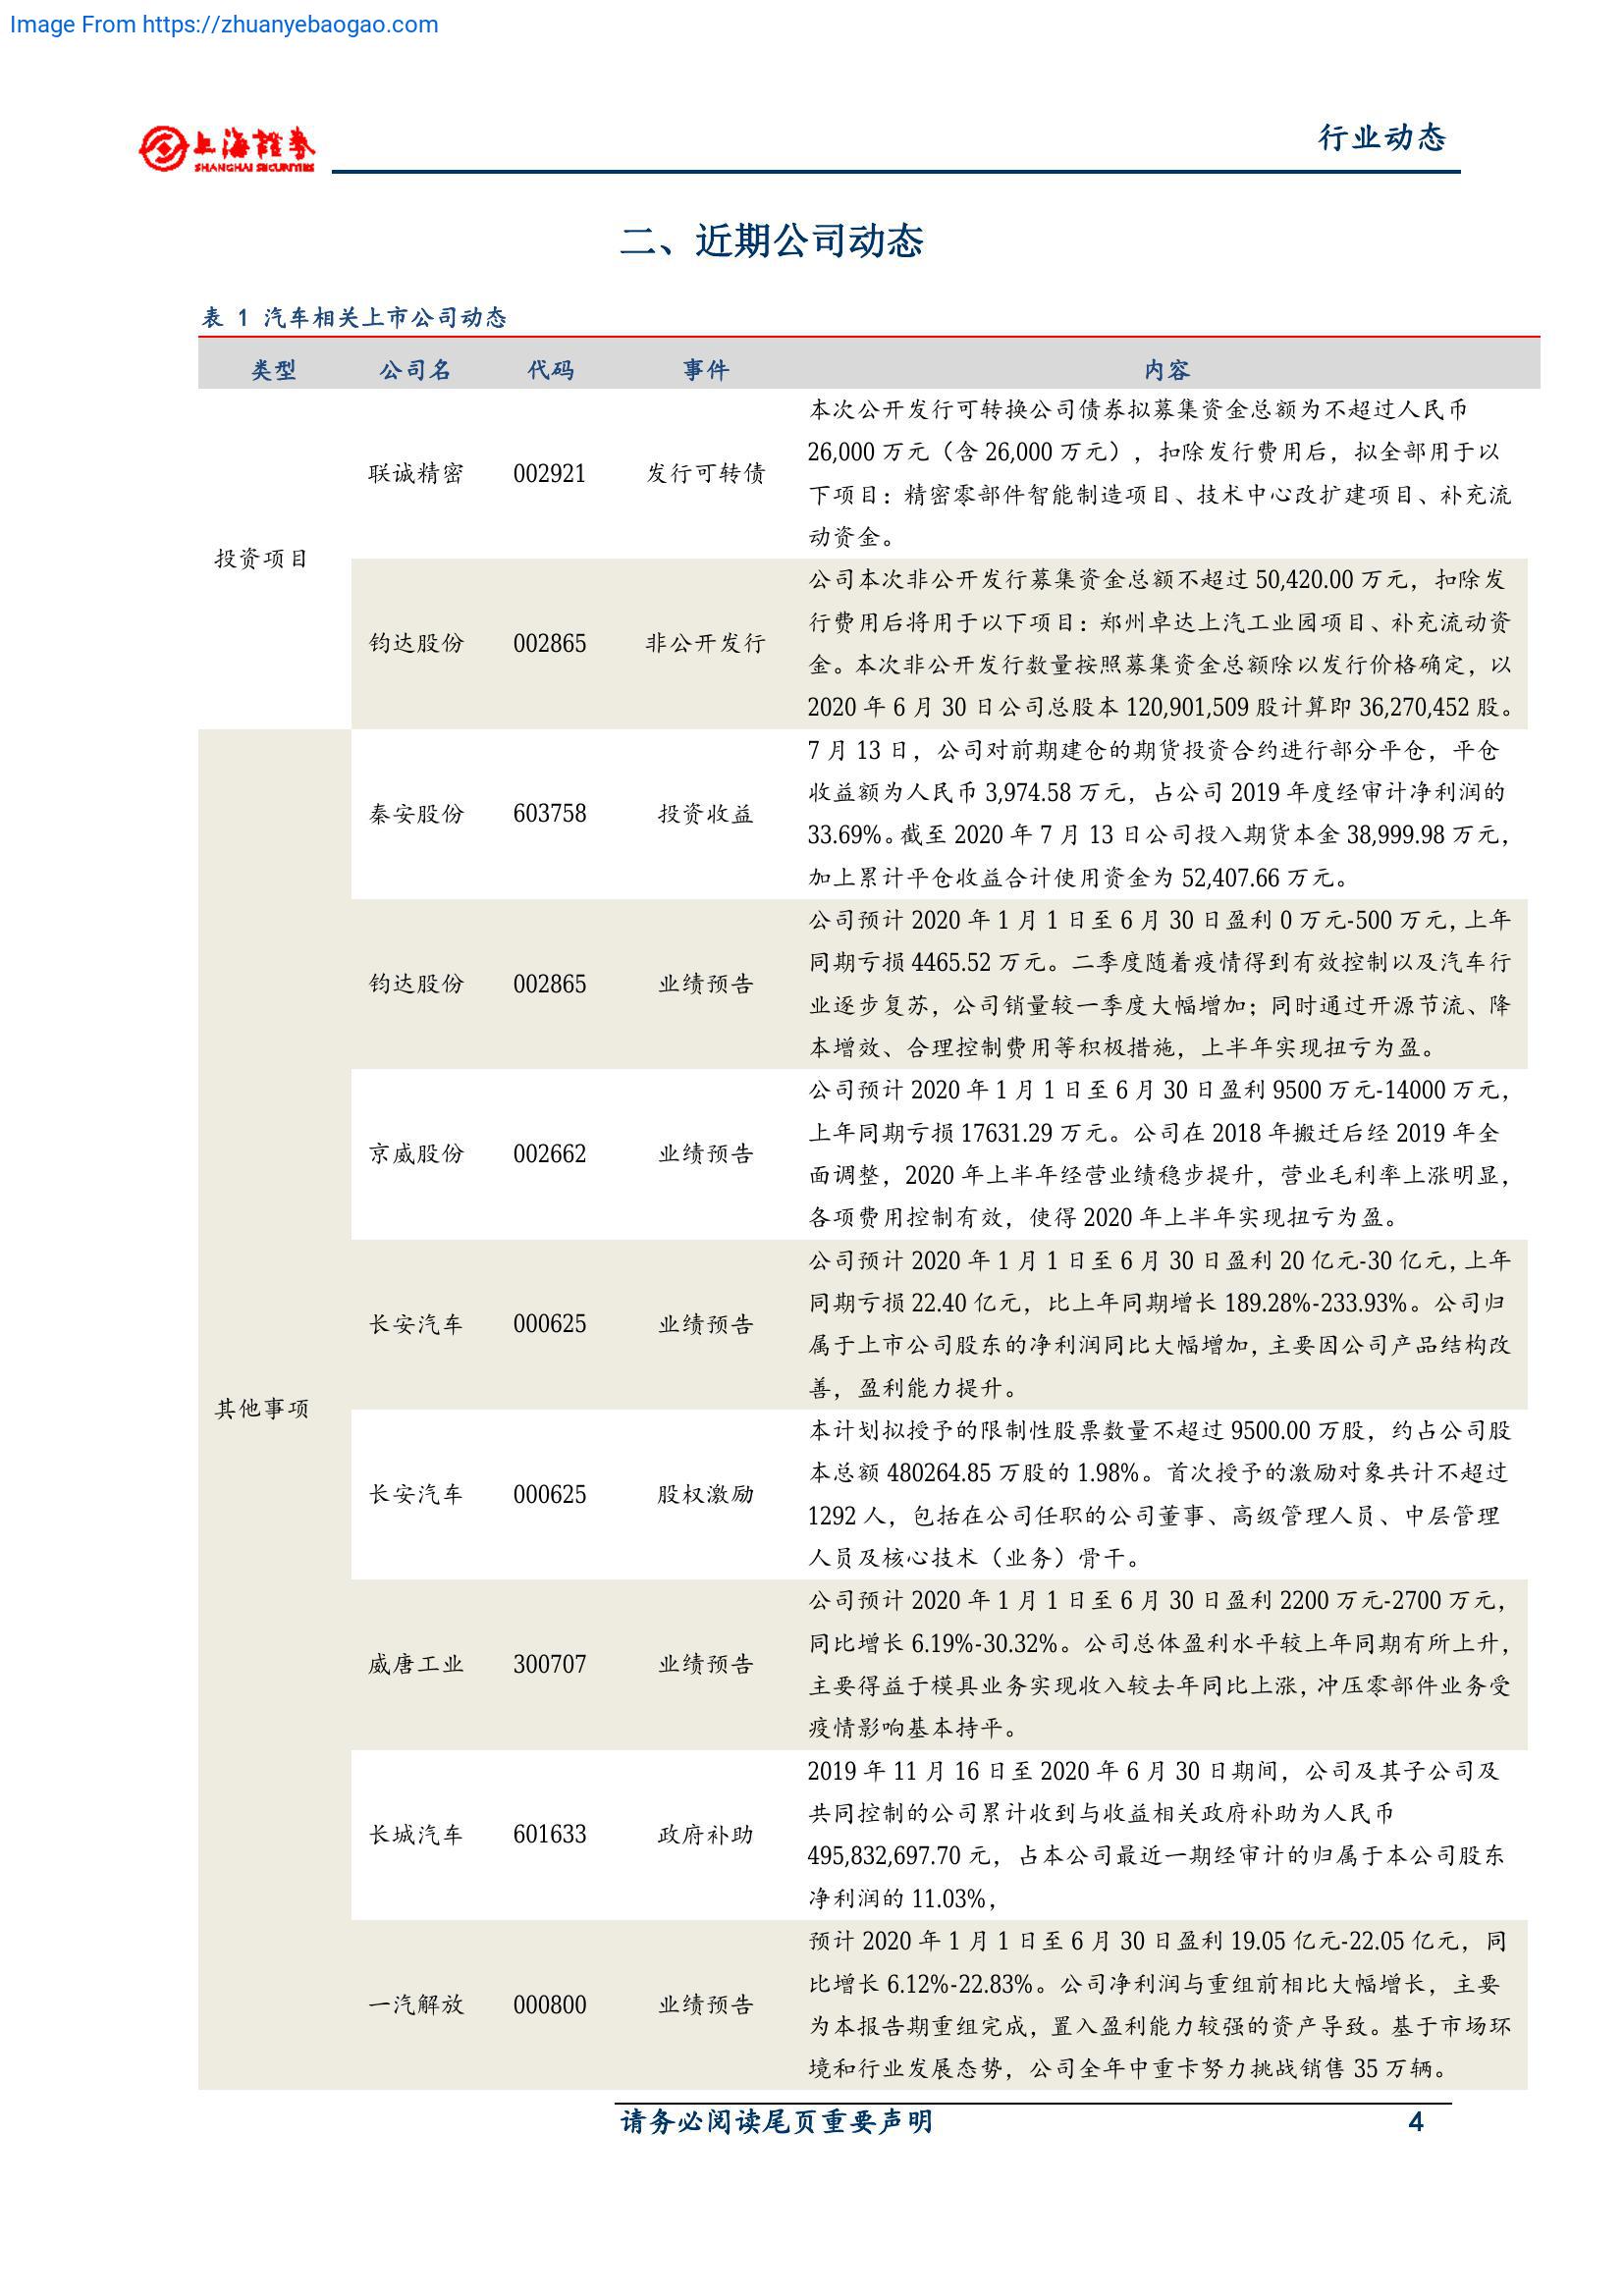 Image From https://zhuanyebaogao.com
上海證券
SHANGHAI SECURITIES
行业动态
二、近期公司动态
表 1 汽车相关上市公司动态
类型 公司名 代码 事件 内容
投资项目
联诚精密 002921 发行可转债
本次公开发行可转换公司债券拟募集资金总额为不超过人民币
26,000 万元（含 26,000 万元），扣除发行费用后，拟全部用于以
下项目：精密零部件智能制造项目、技术中心改扩建项目、补充流
动资金。
钧达股份 002865 非公开发行
公司本次非公开发行募集资金总额不超过 50,420.00 万元，扣除发
行费用后将用于以下项目：郑州卓达上汽工业园项目、补充流动资
金。本次非公开发行数量按照募集资金总额除以发行价格确定，以
2020 年 6 月 30 日公司总股本 120,901,509 股计算即 36,270,452 股。
其他事项
秦安股份 603758 投资收益
7 月 13 日，公司对前期建仓的期货投资合约进行部分平仓，平仓
收益额为人民币 3,974.58 万元，占公司 2019 年度经审计净利润的
33.69%。截至 2020 年 7 月 13 日公司投入期货本金 38,999.98 万元，
加上累计平仓收益合计使用资金为 52,407.66 万元。
钧达股份 002865 业绩预告
公司预计 2020 年 1 月 1 日至 6 月 30 日盈利 0 万元-500 万元，上年
同期亏损 4465.52 万元。二季度随着疫情得到有效控制以及汽车行
业逐步复苏，公司销量较一季度大幅增加；同时通过开源节流、降
本增效、合理控制费用等积极措施，上半年实现扭亏为盈。
京威股份 002662 业绩预告
公司预计 2020 年 1 月 1 日至 6 月 30 日盈利 9500 万元-14000 万元，
上年同期亏损 17631.29 万元。公司在 2018 年搬迁后经 2019 年全
面调整，2020 年上半年经营业绩稳步提升，营业毛利率上涨明显，
各项费用控制有效，使得 2020 年上半年实现扭亏为盈。
长安汽车 000625 业绩预告
公司预计 2020 年 1 月 1 日至 6 月 30 日盈利 20 亿元-30 亿元，上年
同期亏损 22.40 亿元，比上年同期增长 189.28%-233.93%。公司归
属于上市公司股东的净利润同比大幅增加，主要因公司产品结构改
善，盈利能力提升。
长安汽车 000625 股权激励
本计划拟授予的限制性股票数量不超过 9500.00 万股，约占公司股
本总额 480264.85 万股的 1.98%。首次授予的激励对象共计不超过
1292 人，包括在公司任职的公司董事、高级管理人员、中层管理
人员及核心技术（业务）骨干。
威唐工业 300707 业绩预告
公司预计 2020 年 1 月 1 日至 6 月 30 日盈利 2200 万元-2700 万元，
同比增长 6.19%-30.32%。公司总体盈利水平较上年同期有所上升，
主要得益于模具业务实现收入较去年同比上涨，冲压零部件业务受
疫情影响基本持平。
长城汽车 601633 政府补助
2019 年 11 月 16 日至 2020 年 6 月 30 日期间，公司及其子公司及
共同控制的公司累计收到与收益相关政府补助为人民币
495,832,697.70 元，占本公司最近一期经审计的归属于本公司股东
净利润的 11.03%，
一汽解放 000800 业绩预告
预计 2020 年 1 月 1 日至 6 月 30 日盈利 19.05 亿元-22.05 亿元，同
比增长 6.12%-22.83%。公司净利润与重组前相比大幅增长，主要
为本报告期重组完成，置入盈利能力较强的资产导致。基于市场环
境和行业发展态势，公司全年中重卡努力挑战销售 35 万辆。
请务必阅读尾页重要声明 4